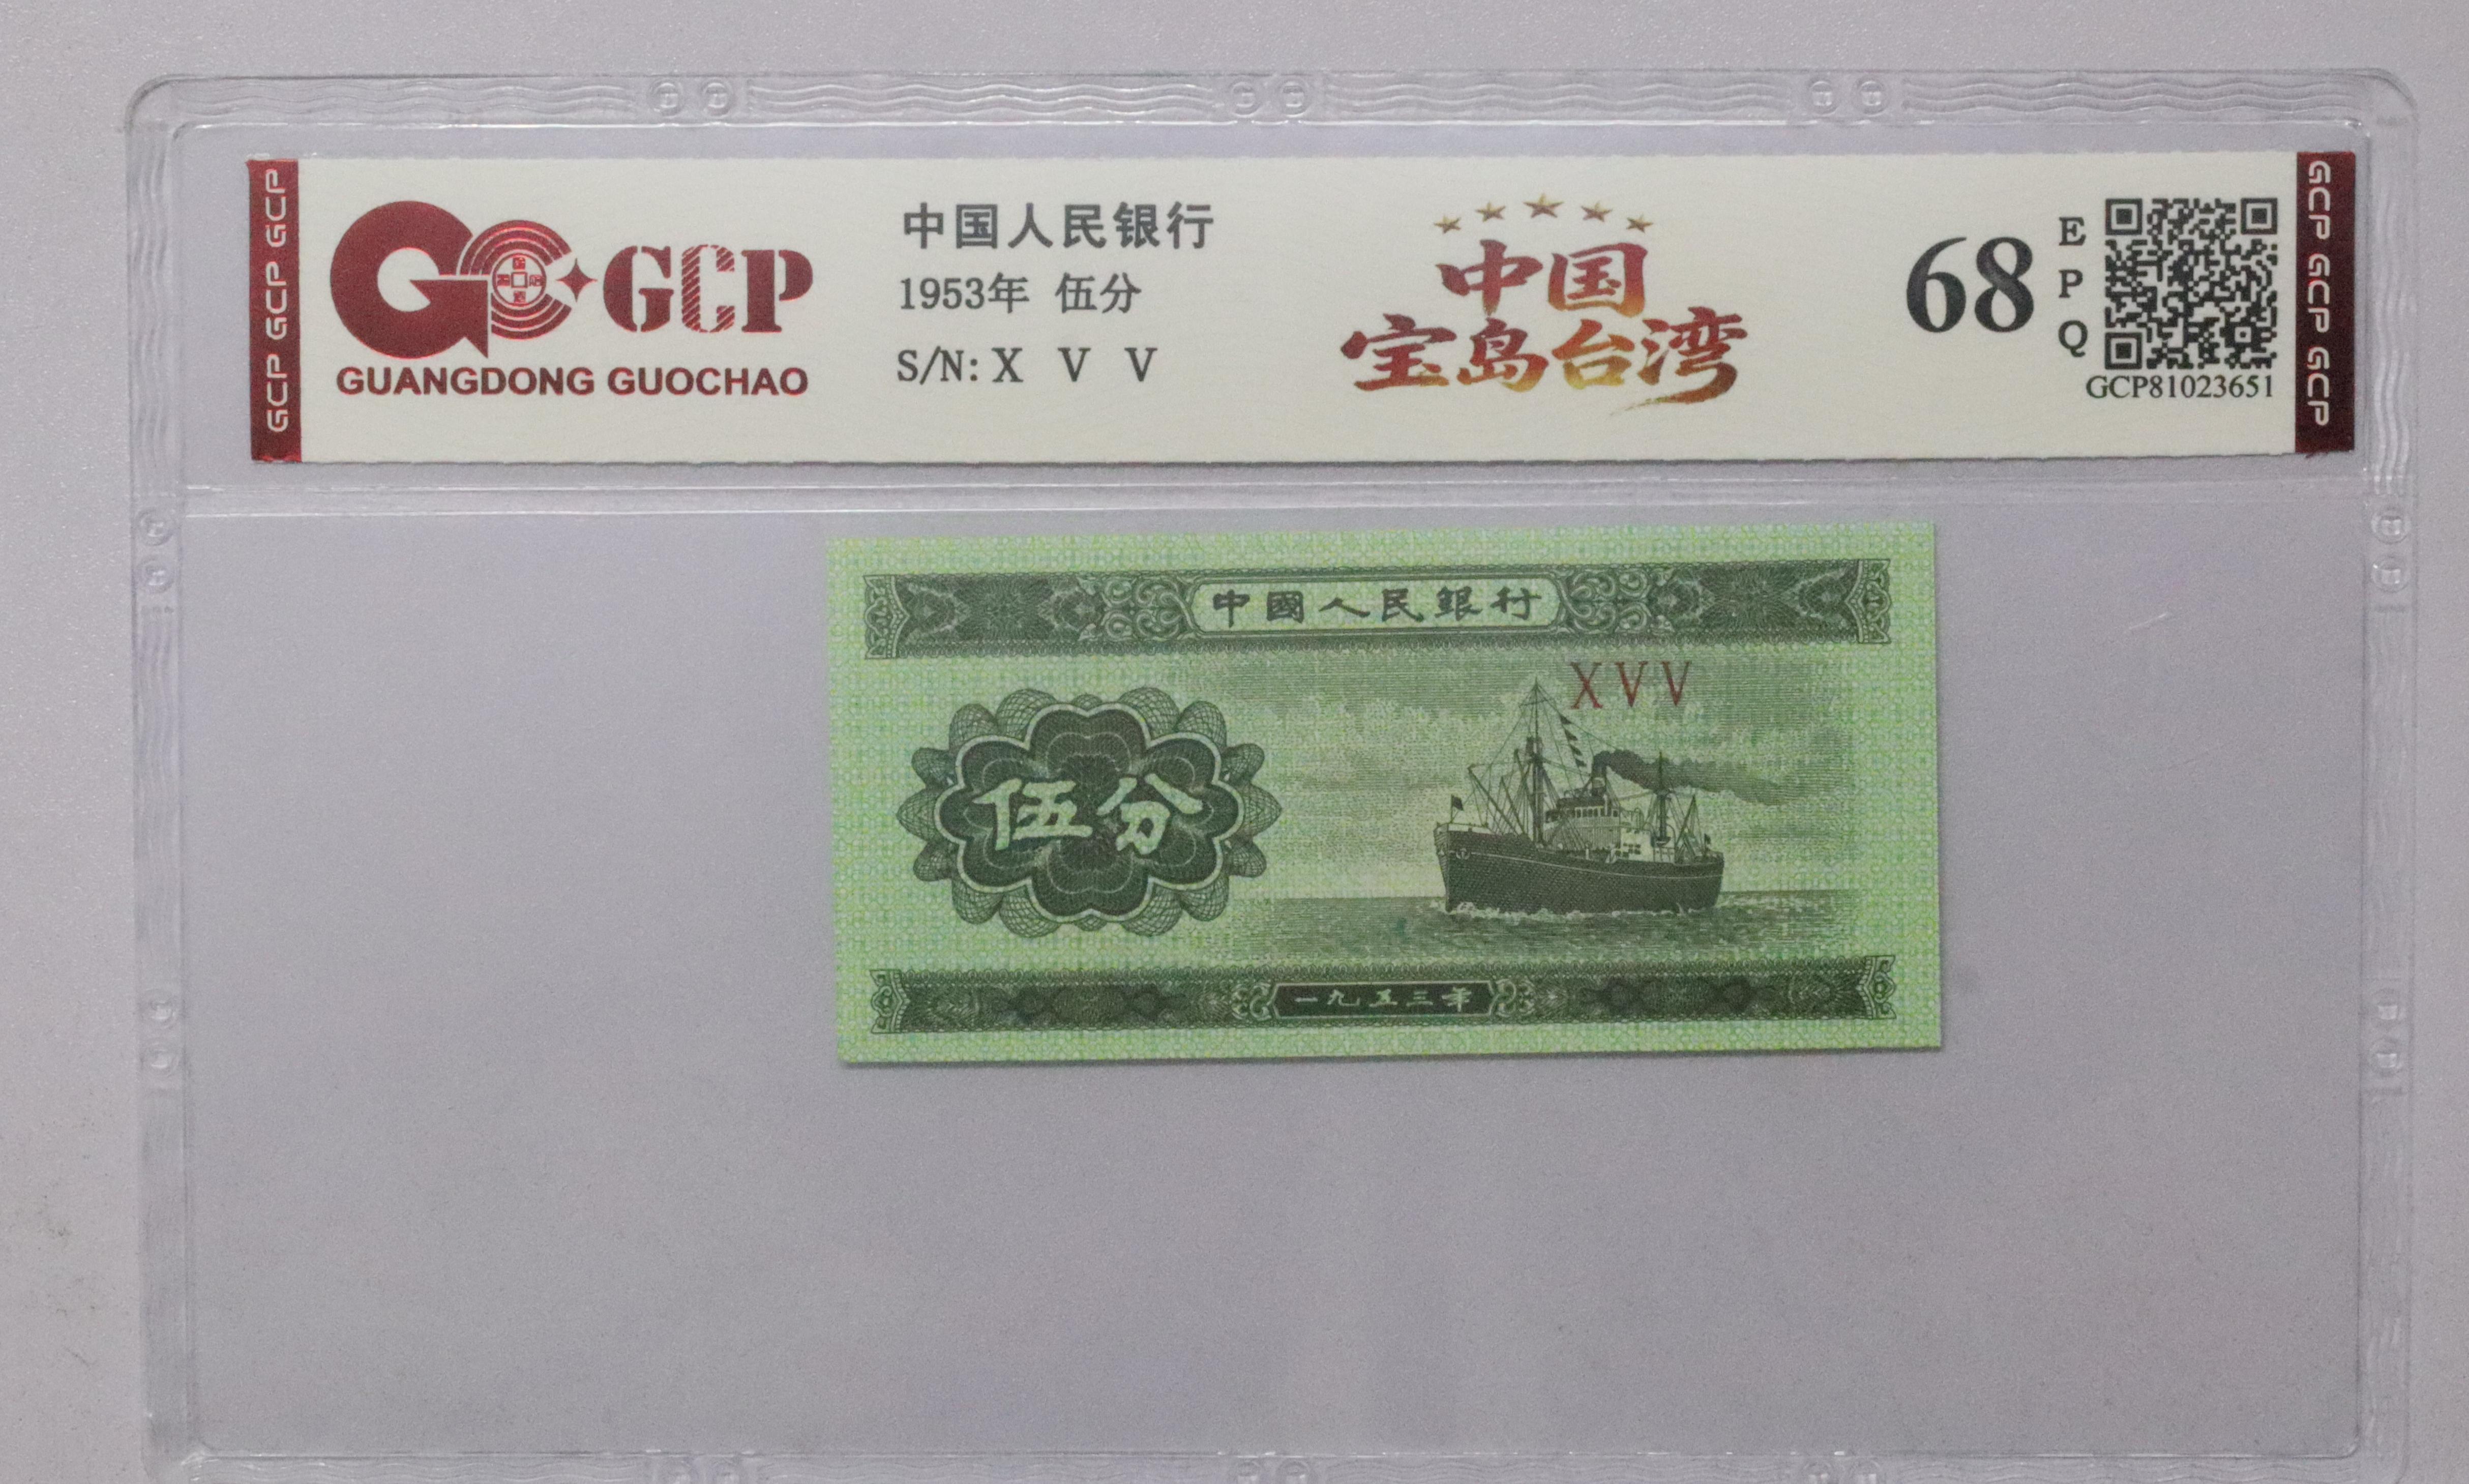 GCP GCP GCP
GCP
GUANGDONG GUOCHAO
中国人民银行
1953年 伍分
S/N: X V V
中国
宝岛台湾
68
E
P
Q
GCP81023651
GCP GCP GCP
中國人民銀行
XVV
伍分
一九五三年